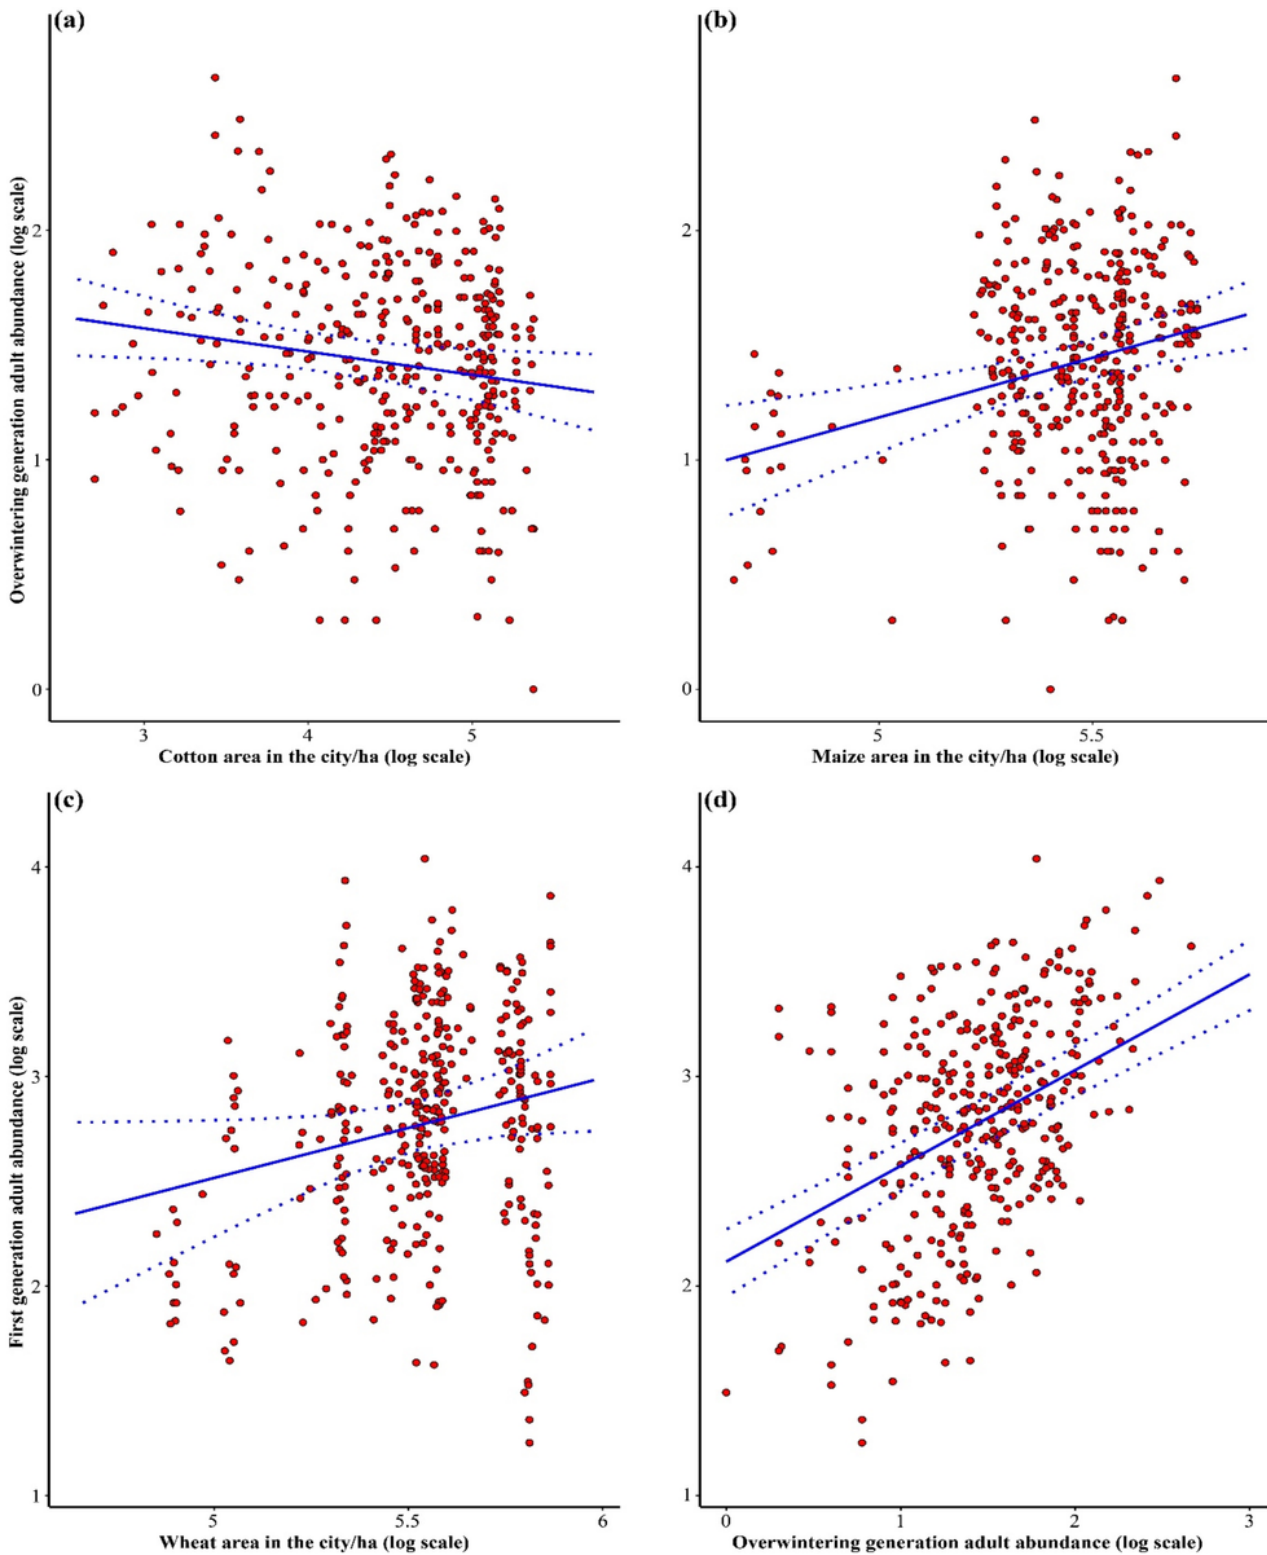 (a)
Overwintering generation adult abundance (log scale)
2
1
0
3 4 5
Cotton area in the city/ha (log scale)
(b)
2
1
0
5 5.5
Maize area in the city/ha (log scale)
(c)
First generation adult abundance (log scale)
4
3
2
1
5 5.5 6
Wheat area in the city/ha (log scale)
(d)
4
3
2
1
0 1 2 3
Overwintering generation adult abundance (log scale)